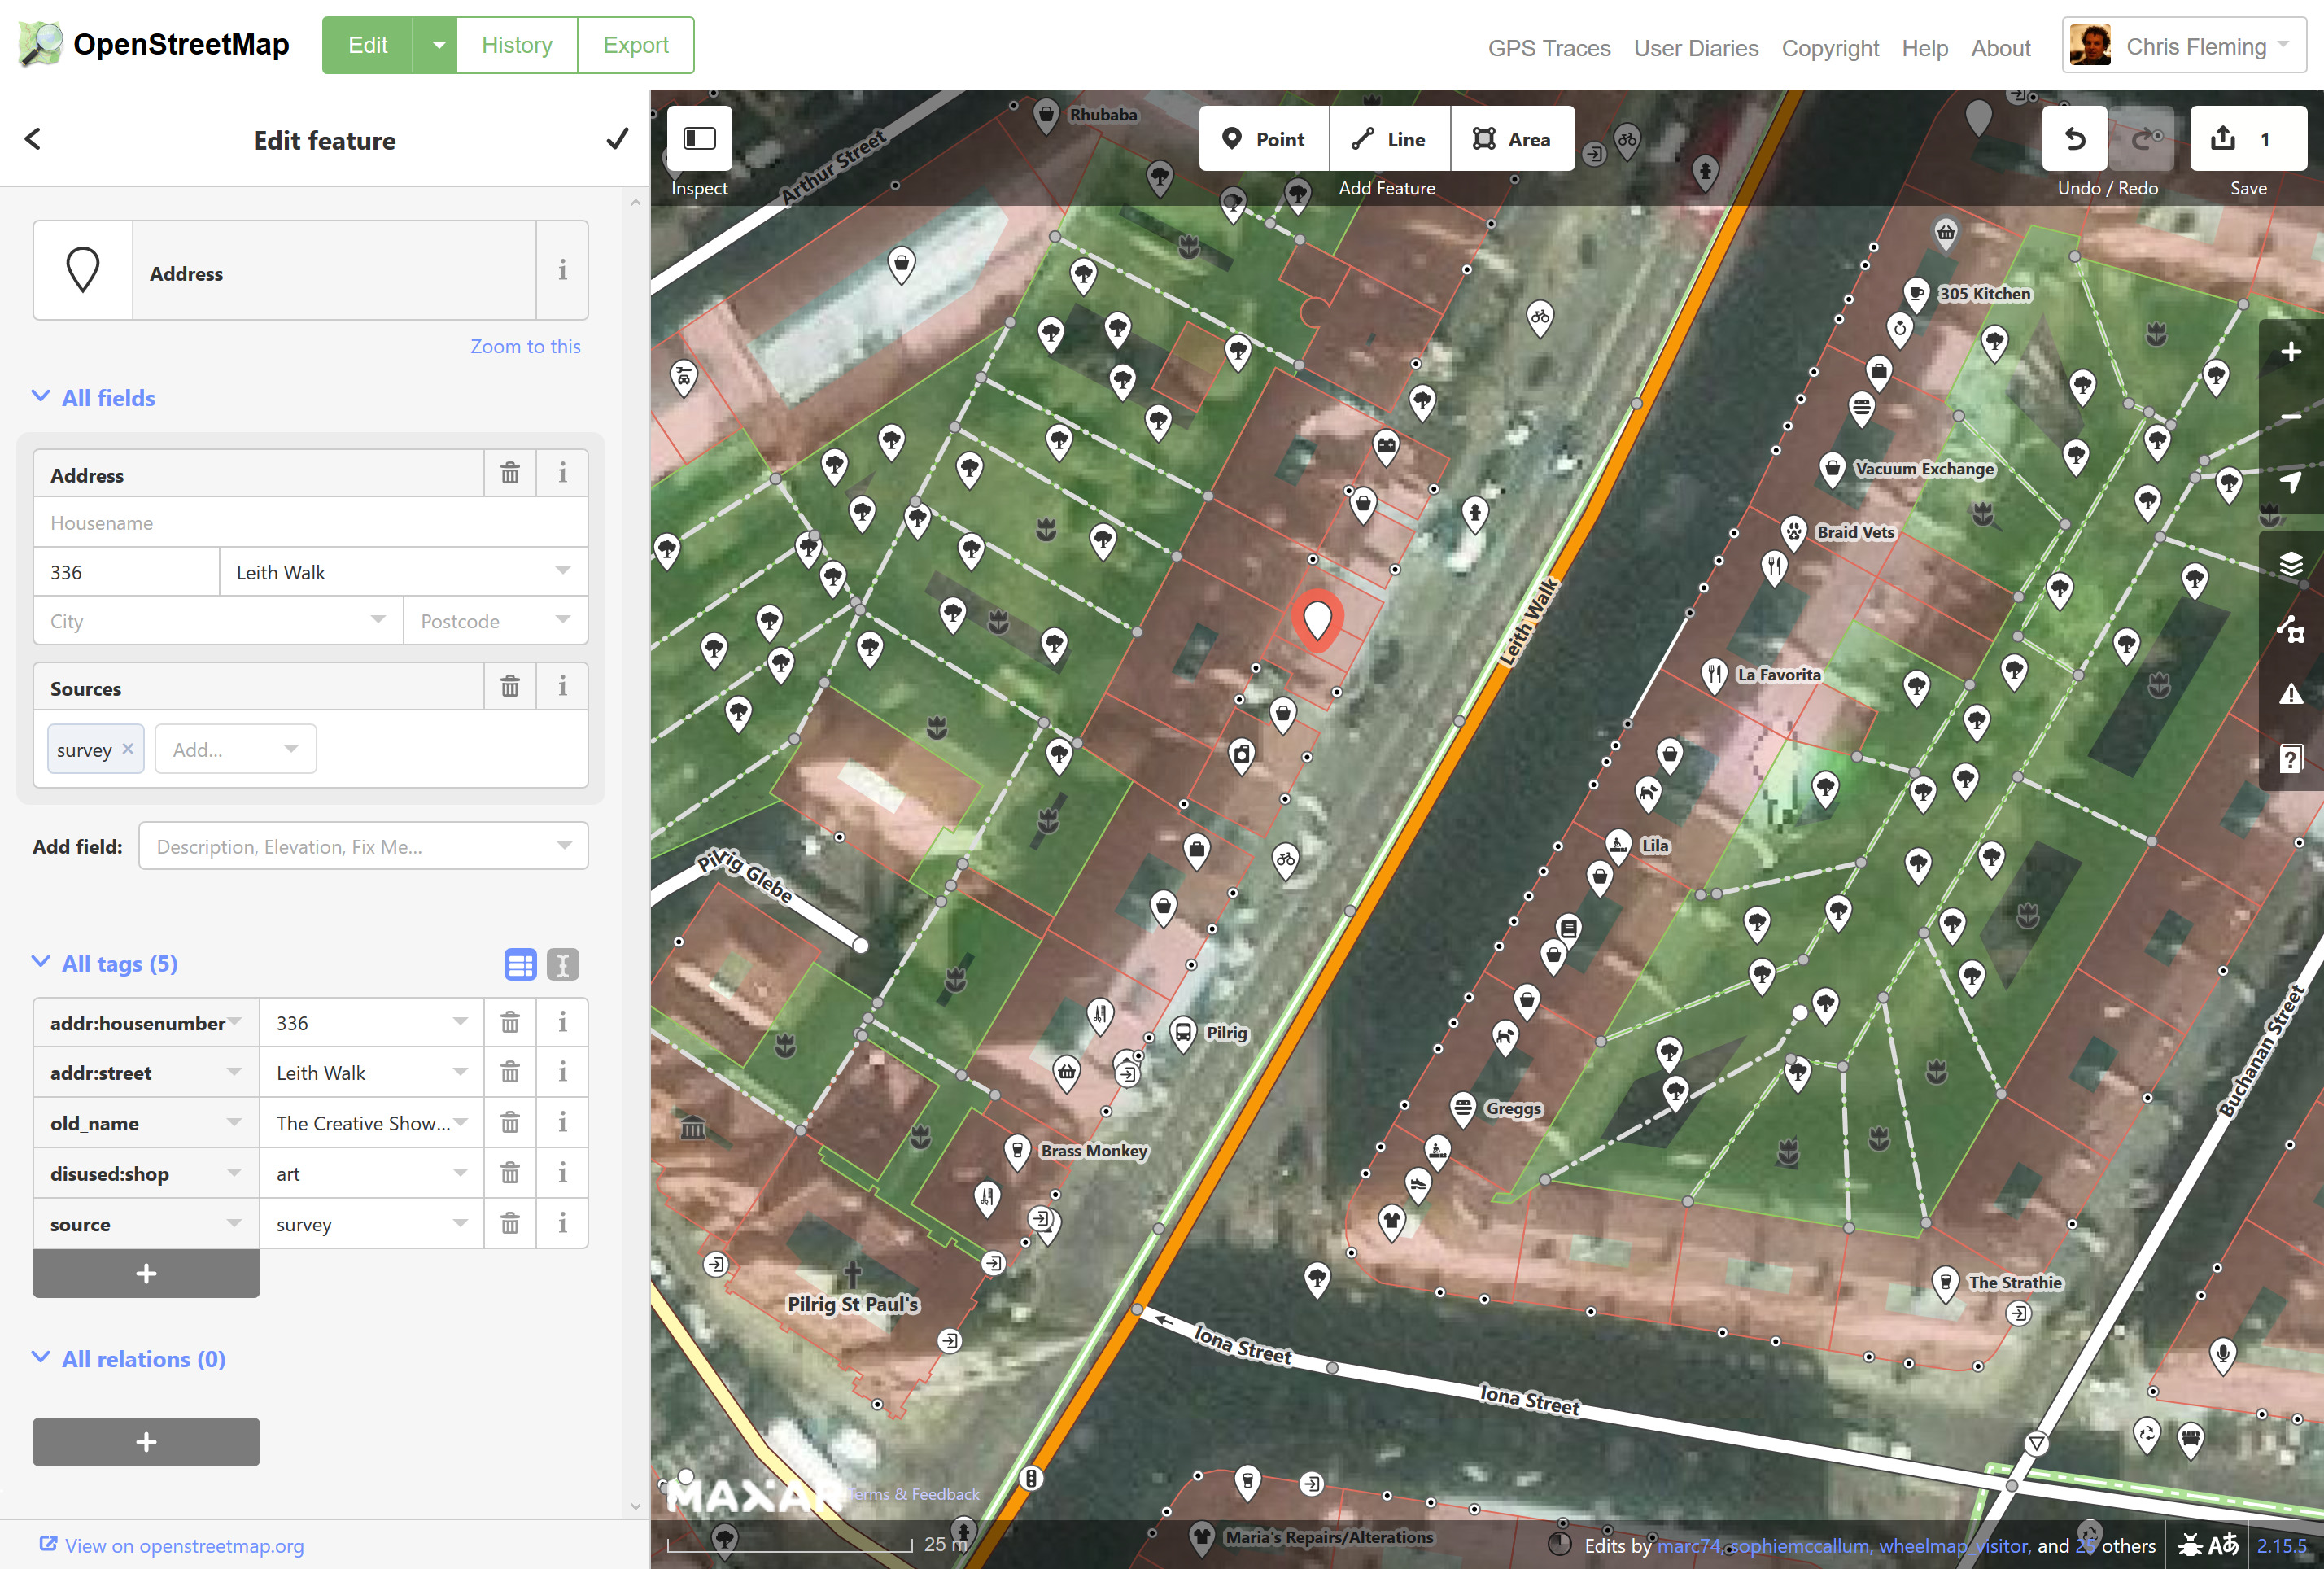 OpenStreetMap
Edit
History
Export
GPS Traces
User Diaries
Copyright
Help
About
Chris Fleming
Edit feature
Inspect
Point
Line
Area
Add Feature
Undo / Redo
1
Save
Address
Zoom to this
All fields
Address
Housename
336
Leith Walk
City
Postcode
Sources
survey
Add...
Add field:
Description, Elevation, Fix Me...
All tags (5)
addr:housenumber
336
addr:street
Leith Walk
old_name
The Creative Show...
disused:shop
art
source
survey
All relations (0)
View on openstreetmap.org
Arthur Street
Rhubaba
305 Kitchen
Vacuum Exchange
Braid Vets
Leith Walk
La Favorita
Lila
Pilrig Glebe
Pilrig
Greggs
Buchanan Street
Brass Monkey
Pilrig St Paul's
The Strathie
Iona Street
Iona Street
MAXAR
Terms & Feedback
Maria's Repairs/Alterations
25 m
Edits by marc74, sophiemccallum, wheelmap_visitor, and 25 others
Aあ
2.15.5